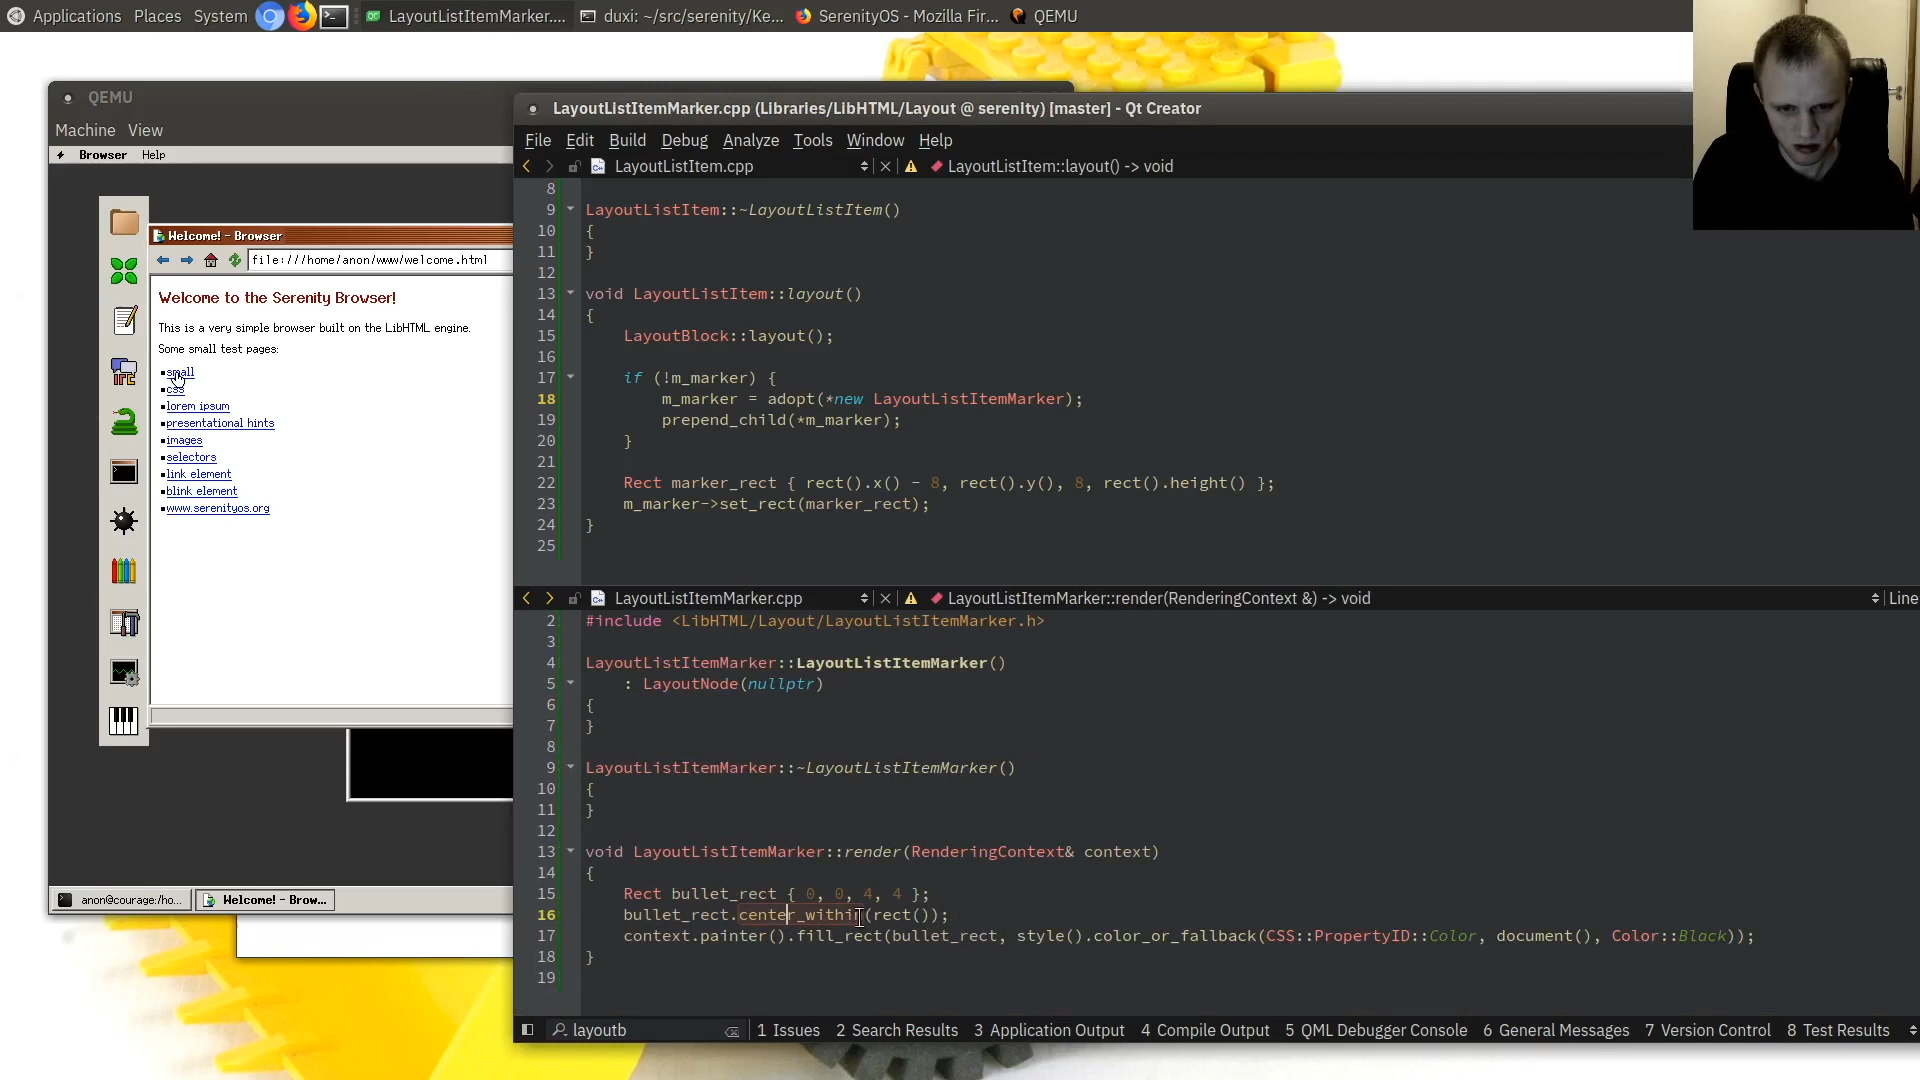 Applications Places System LayoutListItemMarker.... duxi: ~/src/serenity/Ke... SerenityOS - Mozilla Fir... QEMU
QEMU
Machine View
Browser Help
Welcome! - Browser
file:///home/anon/www/welcome.html
Welcome to the Serenity Browser!
This is a very simple browser built on the LibHTML engine.
Some small test pages:
small
css
lorem ipsum
presentational hints
images
selectors
link element
blink element
www.serenityos.org
IRC
anon@courage:/ho... Welcome! - Brow...
LayoutListItemMarker.cpp (Libraries/LibHTML/Layout @ serenity) [master] - Qt Creator
File Edit Build Debug Analyze Tools Window Help
LayoutListItem.cpp LayoutListItem::layout() -> void
8
9 LayoutListItem::~LayoutListItem()
10 {
11 }
12
13 void LayoutListItem::layout()
14 {
15 LayoutBlock::layout();
16
17 if (!m_marker) {
18 m_marker = adopt(*new LayoutListItemMarker);
19 prepend_child(*m_marker);
20 }
21
22 Rect marker_rect { rect().x() - 8, rect().y(), 8, rect().height() };
23 m_marker->set_rect(marker_rect);
24 }
25
LayoutListItemMarker.cpp LayoutListItemMarker::render(RenderingContext &) -> void Line
2 #include <LibHTML/Layout/LayoutListItemMarker.h>
3
4 LayoutListItemMarker::LayoutListItemMarker()
5 : LayoutNode(nullptr)
6 {
7 }
8
9 LayoutListItemMarker::~LayoutListItemMarker()
10 {
11 }
12
13 void LayoutListItemMarker::render(RenderingContext& context)
14 {
15 Rect bullet_rect { 0, 0, 4, 4 };
16 bullet_rect.center_within(rect());
17 context.painter().fill_rect(bullet_rect, style().color_or_fallback(CSS::PropertyID::Color, document(), Color::Black));
18 }
19
layoutb 1 Issues 2 Search Results 3 Application Output 4 Compile Output 5 QML Debugger Console 6 General Messages 7 Version Control 8 Test Results